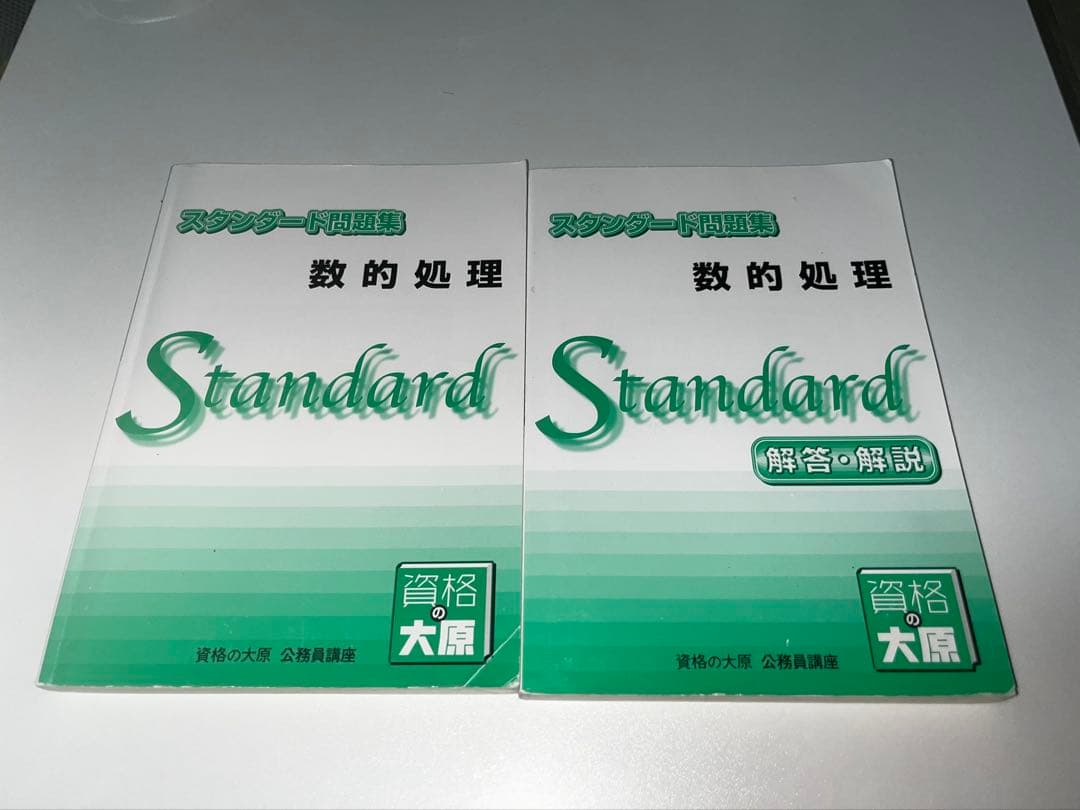 スタンダード問題集
数的処理
Standard
資格の大原
資格の大原 公務員講座
スタンダード問題集
数的処理
Standard
解答・解説
資格の大原
資格の大原 公務員講座